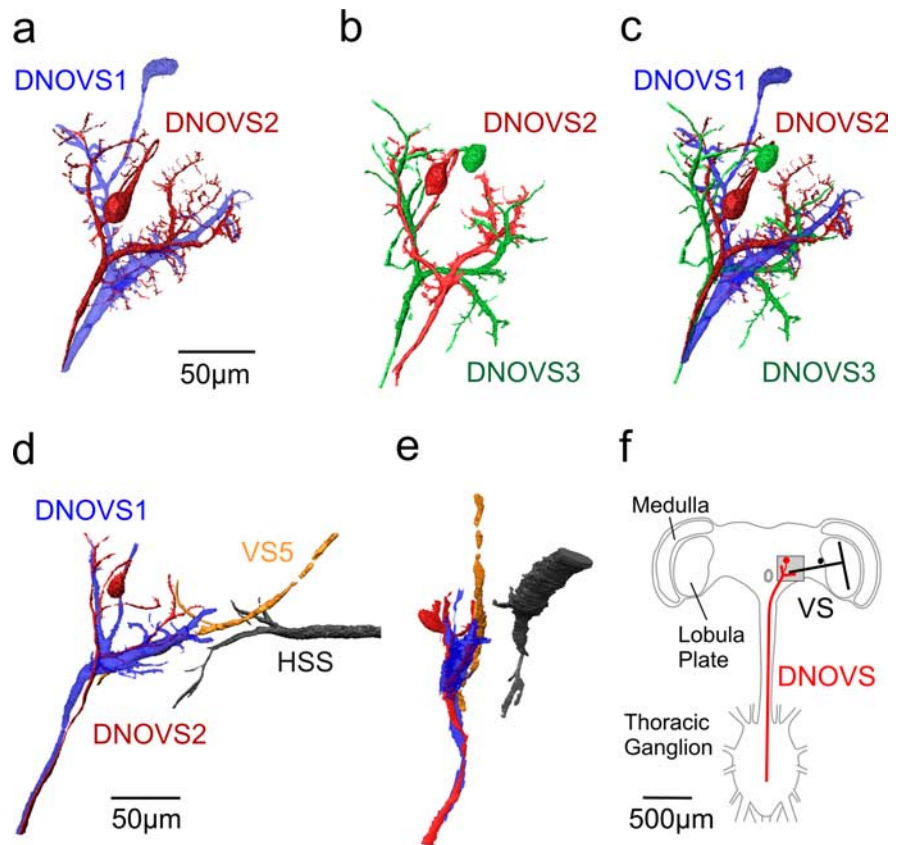 a
DNOVS1
DNOVS2
50µm
b
DNOVS2
DNOVS3
c
DNOVS1
DNOVS2
DNOVS3
d
DNOVS1
VS5
HSS
DNOVS2
50µm
e
f
Medulla
VS
Lobula
Plate
DNOVS
Thoracic
Ganglion
500µm